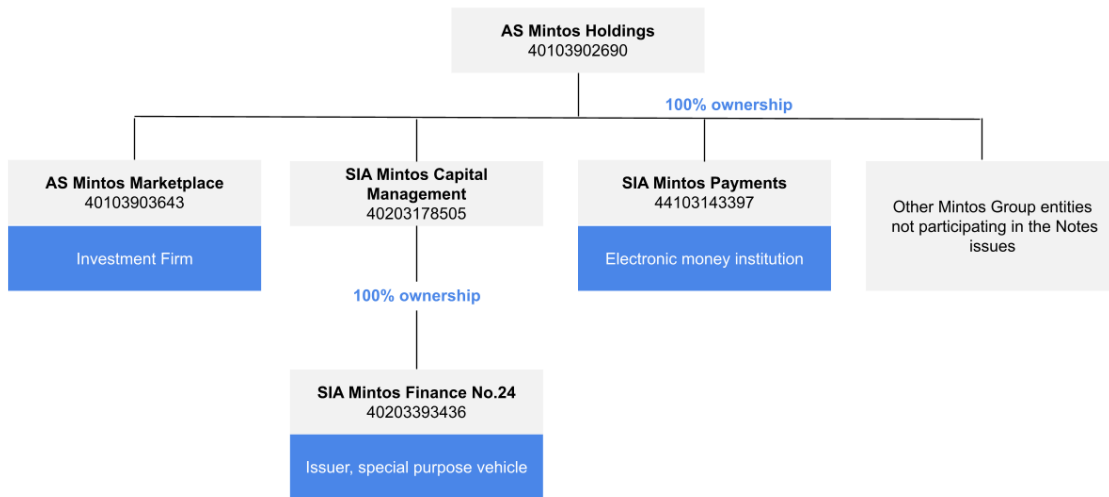 AS Mintos Holdings
40103902690
100% ownership
AS Mintos Marketplace
40103903643
Investment Firm
SIA Mintos Capital
Management
40203178505
SIA Mintos Payments
44103143397
Electronic money institution
Other Mintos Group entities
not participating in the Notes
issues
100% ownership
SIA Mintos Finance No.24
40203393436
Issuer, special purpose vehicle